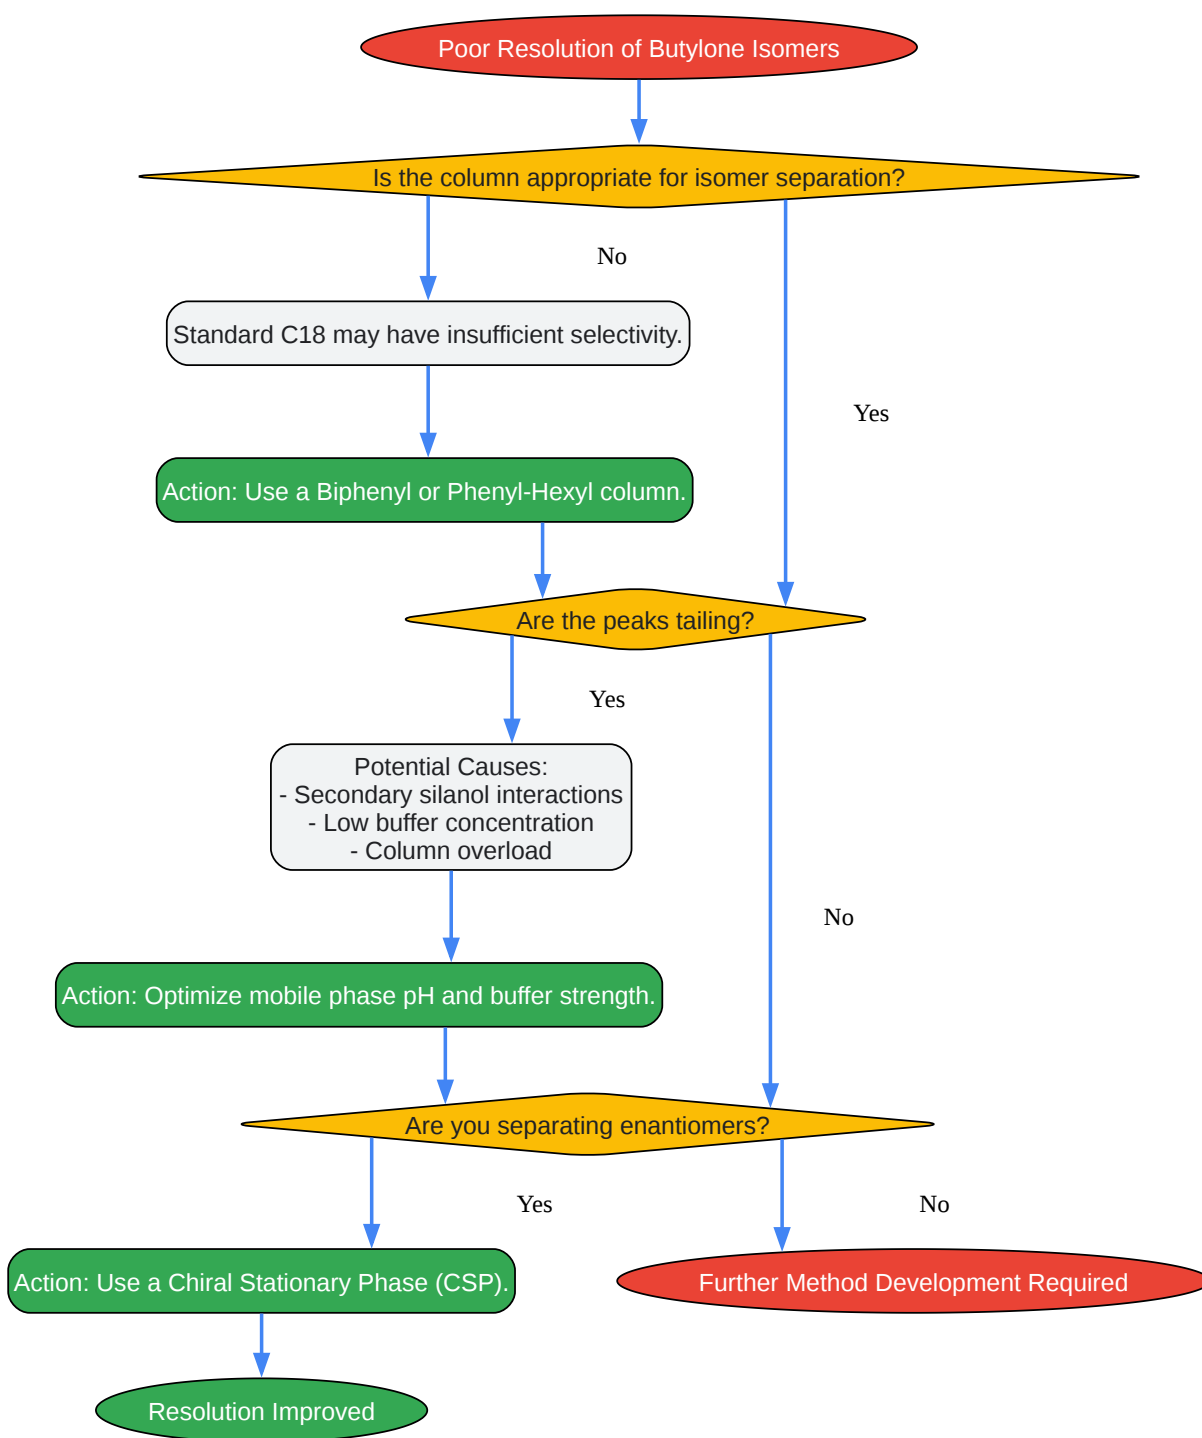 Poor Resolution of Butylone Isomers
Is the column appropriate for isomer separation?
No
Standard C18 may have insufficient selectivity.
Yes
Action: Use a Biphenyl or Phenyl-Hexyl column.
Are the peaks tailing?
Yes
Potential Causes:
- Secondary silanol interactions
- Low buffer concentration
- Column overload
No
Action: Optimize mobile phase pH and buffer strength.
Are you separating enantiomers?
Yes
No
Action: Use a Chiral Stationary Phase (CSP).
Further Method Development Required
Resolution Improved